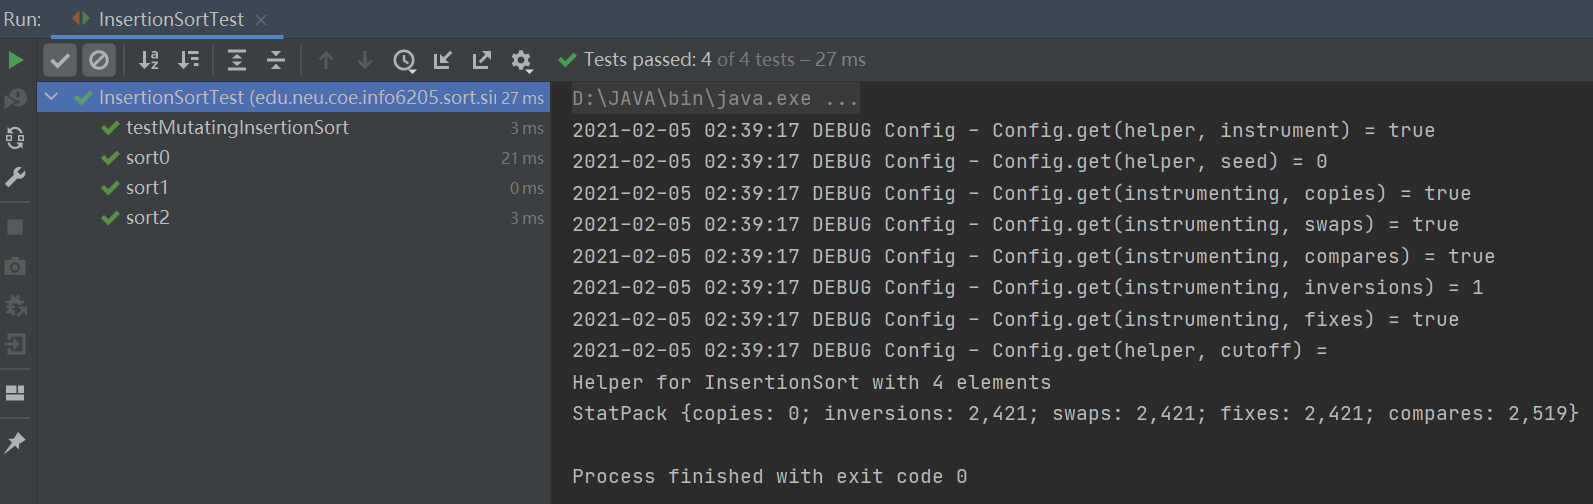 Run: InsertionSortTest
Tests passed: 4 of 4 tests – 27 ms
InsertionSortTest (edu.neu.coe.info6205.sort.sir 27 ms
testMutatingInsertionSort 3 ms
sort0 21 ms
sort1 0 ms
sort2 3 ms
D:\JAVA\bin\java.exe ...
2021-02-05 02:39:17 DEBUG Config - Config.get(helper, instrument) = true
2021-02-05 02:39:17 DEBUG Config - Config.get(helper, seed) = 0
2021-02-05 02:39:17 DEBUG Config - Config.get(instrumenting, copies) = true
2021-02-05 02:39:17 DEBUG Config - Config.get(instrumenting, swaps) = true
2021-02-05 02:39:17 DEBUG Config - Config.get(instrumenting, compares) = true
2021-02-05 02:39:17 DEBUG Config - Config.get(instrumenting, inversions) = 1
2021-02-05 02:39:17 DEBUG Config - Config.get(instrumenting, fixes) = true
2021-02-05 02:39:17 DEBUG Config - Config.get(helper, cutoff) =
Helper for InsertionSort with 4 elements
StatPack {copies: 0; inversions: 2,421; swaps: 2,421; fixes: 2,421; compares: 2,519}
Process finished with exit code 0